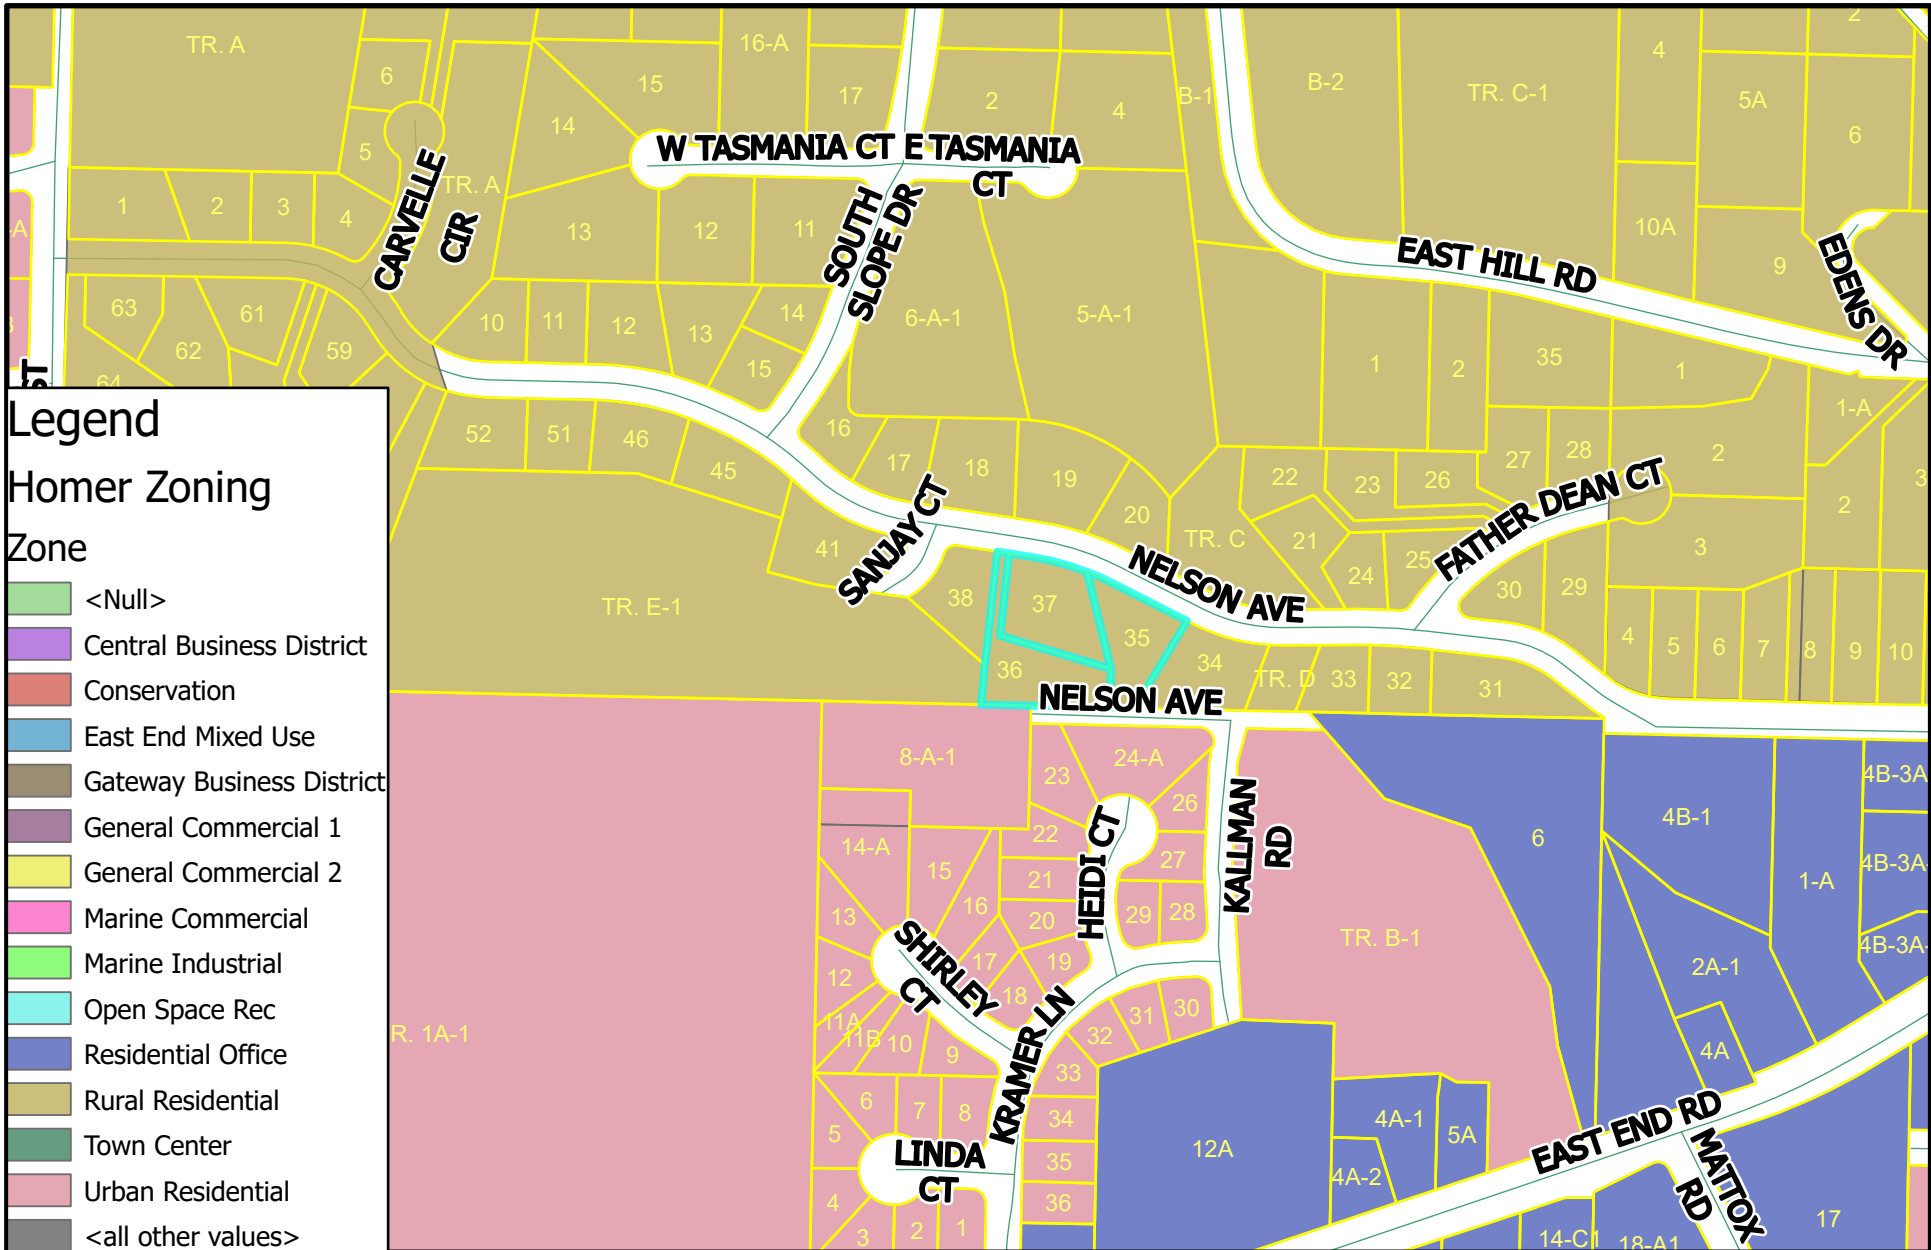 TR. A
6
15
16-A
17
2
4
B-1
B-2
TR. C-1
4
5A
2
6
14
5
W TASMANIA CT
E TASMANIA
CT
TR. A
CARVELLE
CIR
1
2
3
4
13
12
11
SOUTH
SLOPE DR
10A
9
EDENS DR
EAST HILL RD
63
61
62
59
64
10
11
12
13
14
15
6-A-1
5-A-1
1
2
35
1
1-A
ST
52
51
46
45
16
17
18
19
20
22
23
26
27
28
2
2
3
SANJAY CT
41
TR. C
21
24
25
FATHER DEAN CT
3
30
29
NELSON AVE
TR. E-1
38
37
35
36
34
TR. D
33
32
31
4
5
6
7
8
9
10
NELSON AVE
8-A-1
23
24-A
26
22
27
21
20
29
28
HEIDI CT
KALLMAN
RD
14-A
15
16
13
17
19
18
12
11A
11B
10
9
SHIRLEY
CT
KRAMER LN
32
31
30
33
34
35
36
R. 1A-1
6
7
8
5
LINDA
CT
4
3
2
1
TR. B-1
6
4B-1
1-A
4B-3A
4B-3A-
4B-3A-
2A-1
4A
12A
4A-1
5A
4A-2
EAST END RD
MATTOX
RD
14-C1
18-A1
17
Legend
Homer Zoning
Zone
<Null>
Central Business District
Conservation
East End Mixed Use
Gateway Business District
General Commercial 1
General Commercial 2
Marine Commercial
Marine Industrial
Open Space Rec
Residential Office
Rural Residential
Town Center
Urban Residential
<all other values>